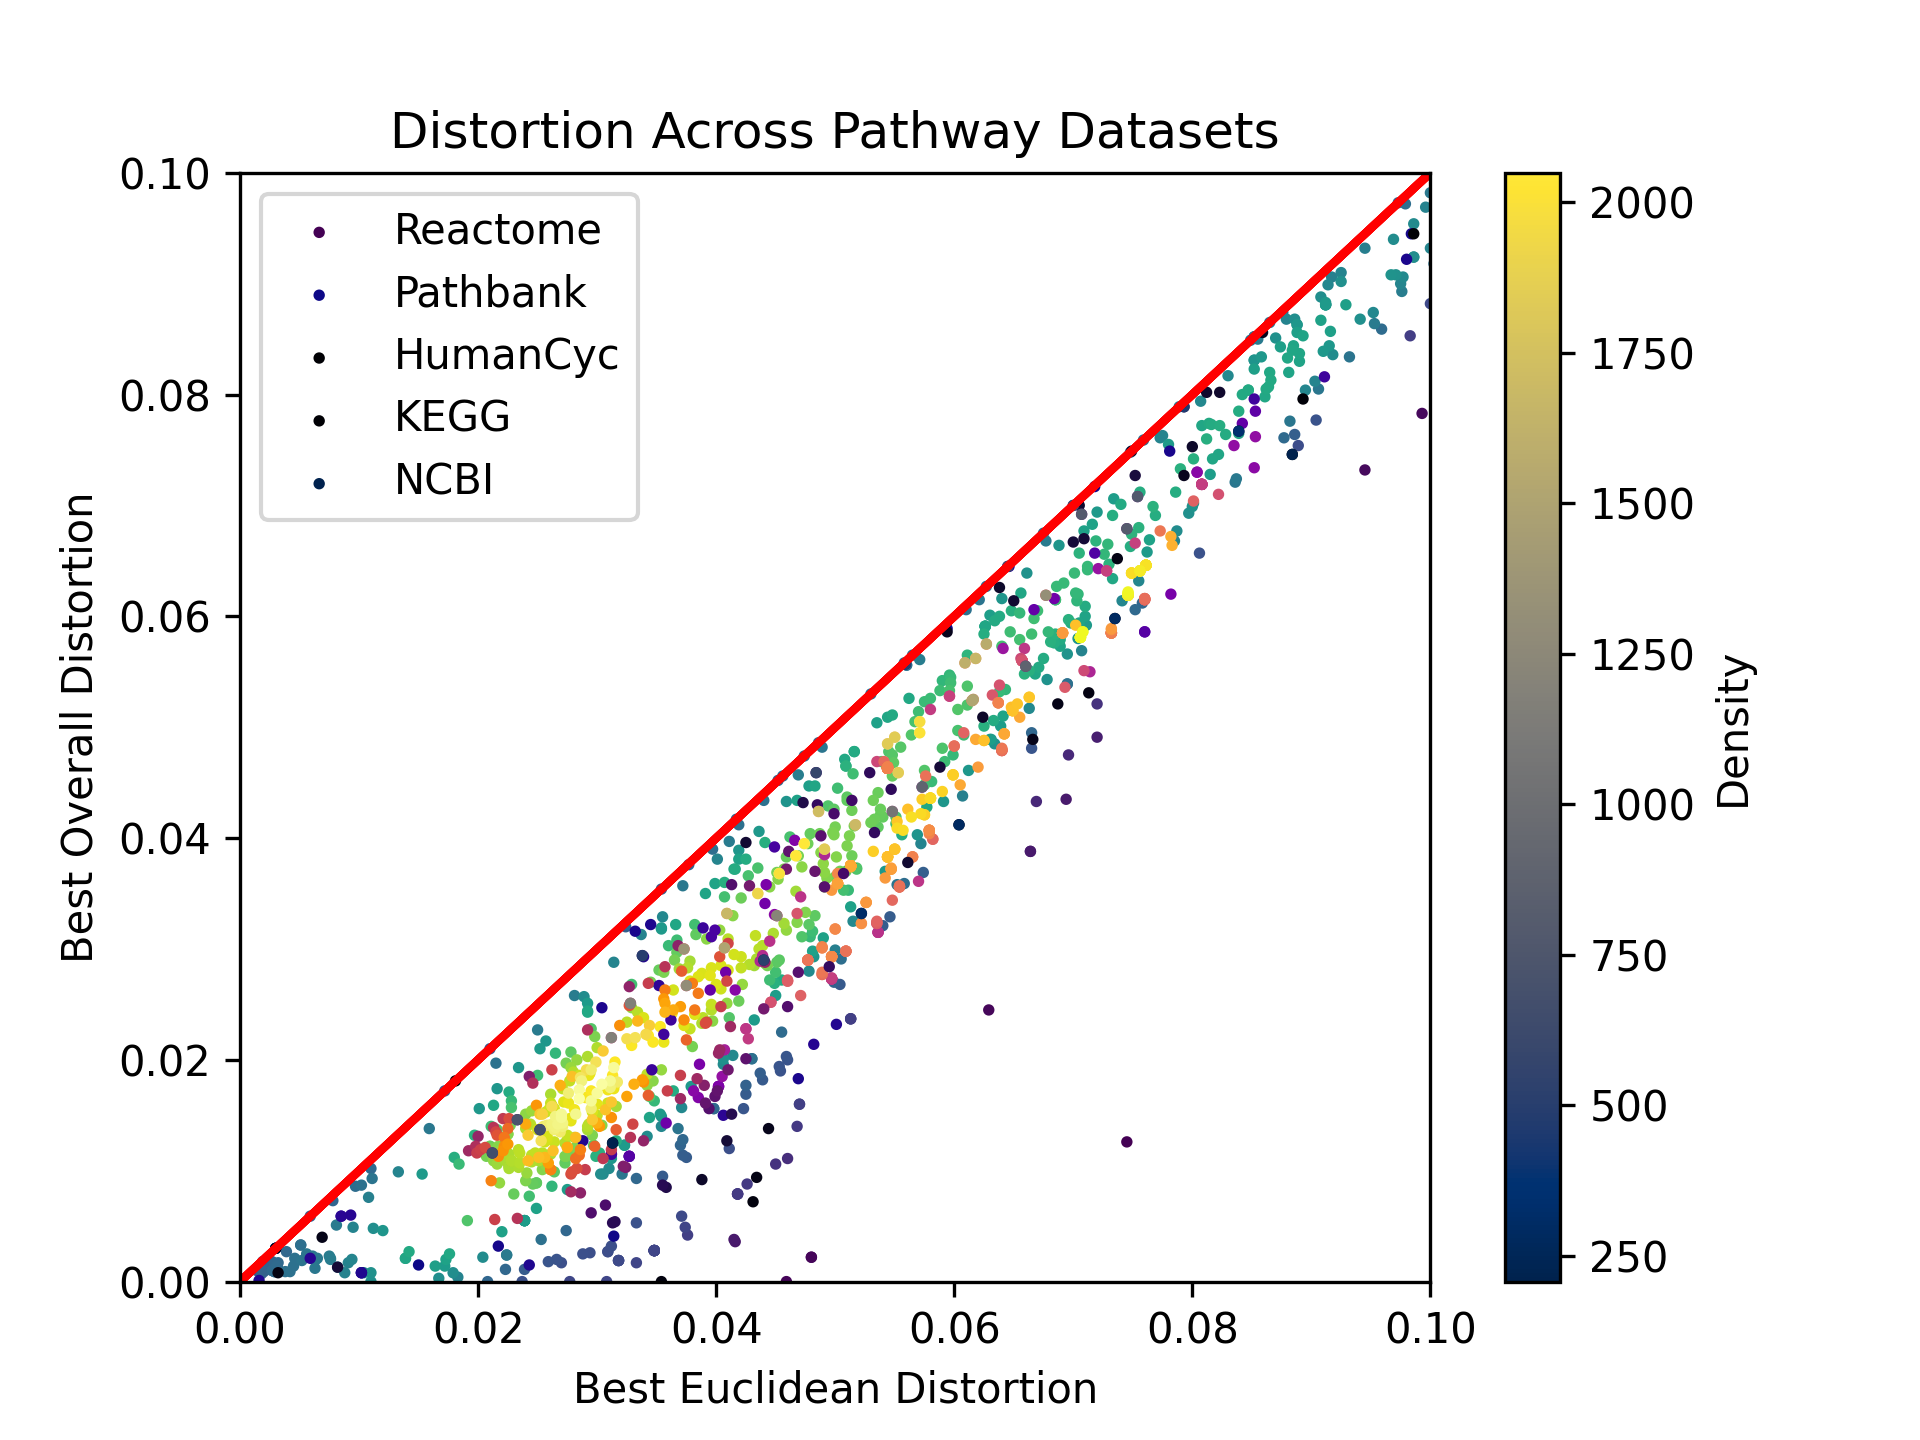 Distortion Across Pathway Datasets
Reactome
Pathbank
HumanCyc
KEGG
NCBI
Best Overall Distortion
0.10
0.08
0.06
0.04
0.02
0.00
0.00 0.02 0.04 0.06 0.08 0.10
Best Euclidean Distortion
2000
1750
1500
1250
1000
750
500
250
Density